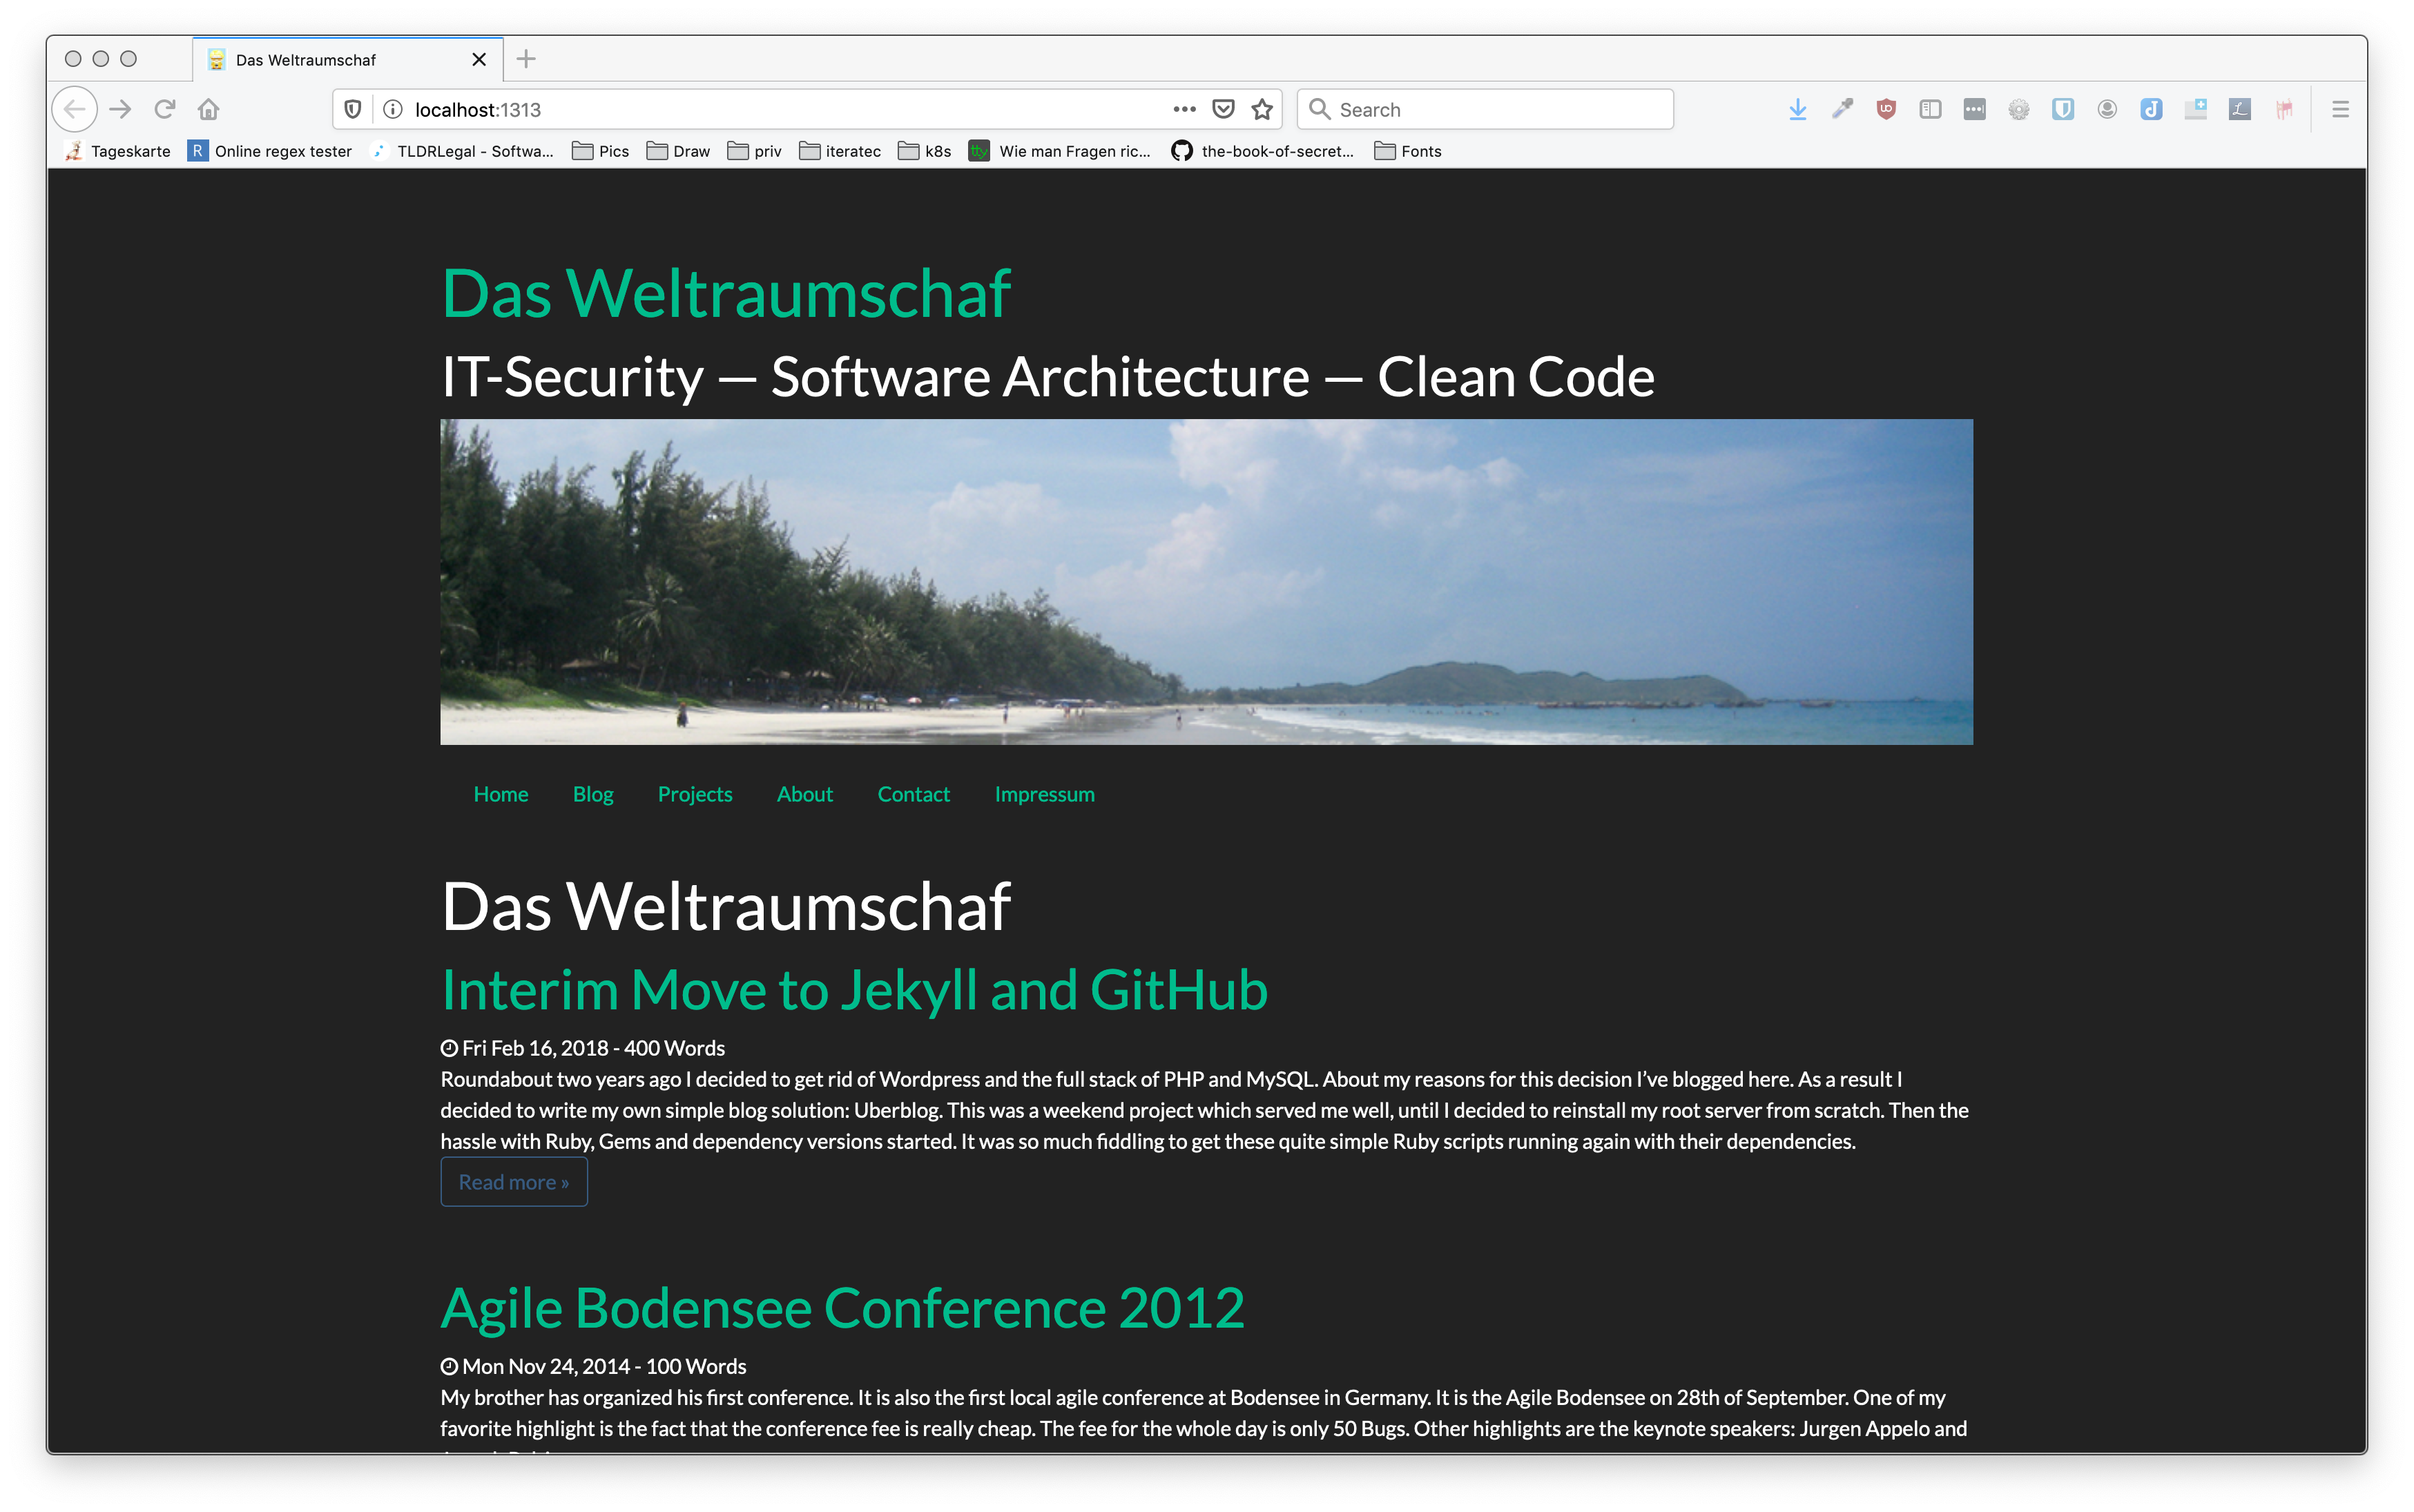 Das Weltraumschaf
localhost:1313
Search
Tageskarte
R Online regex tester
TLDRLegal - Softwa...
Pics
Draw
priv
iteratec
k8s
tty Wie man Fragen ric...
the-book-of-secret...
Fonts
Das Weltraumschaf
IT-Security — Software Architecture — Clean Code
Home Blog Projects About Contact Impressum
Das Weltraumschaf
Interim Move to Jekyll and GitHub
Fri Feb 16, 2018 - 400 Words
Roundabout two years ago I decided to get rid of Wordpress and the full stack of PHP and MySQL. About my reasons for this decision I’ve blogged here. As a result I
decided to write my own simple blog solution: Uberblog. This was a weekend project which served me well, until I decided to reinstall my root server from scratch. Then the
hassle with Ruby, Gems and dependency versions started. It was so much fiddling to get these quite simple Ruby scripts running again with their dependencies.
Read more »
Agile Bodensee Conference 2012
Mon Nov 24, 2014 - 100 Words
My brother has organized his first conference. It is also the first local agile conference at Bodensee in Germany. It is the Agile Bodensee on 28th of September. One of my
favorite highlight is the fact that the conference fee is really cheap. The fee for the whole day is only 50 Bugs. Other highlights are the keynote speakers: Jurgen Appelo and